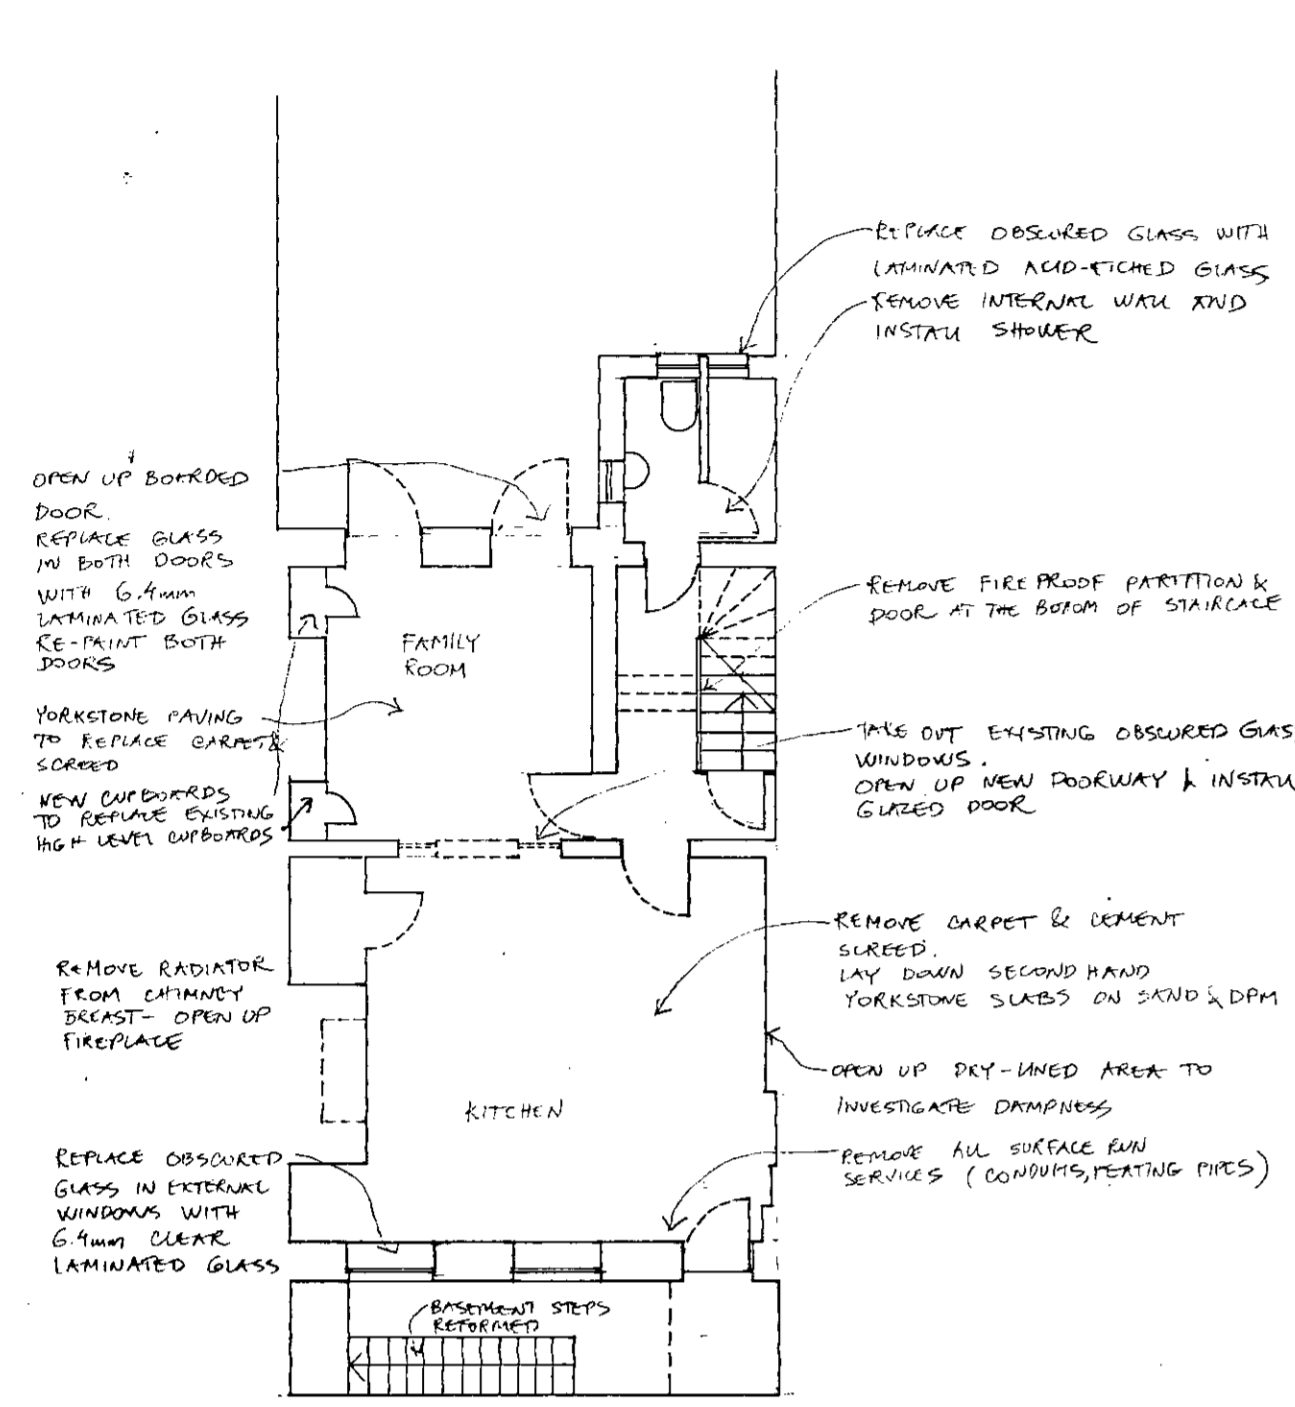 REPLACE OBSCURED GLASS WITH
LAMINATED ACID-ETCHED GLASS
REMOVE INTERNAL WALL AND
INSTALL SHOWER
OPEN UP BOARDED
DOOR.
REPLACE GLASS
IN BOTH DOORS
WITH 6.4mm
LAMINATED GLASS
RE-PAINT BOTH
DOORS
FAMILY
ROOM
REMOVE FIREPROOF PARTITION &
DOOR AT THE BOTOM OF STAIRCACE
YORKSTONE PAVING
TO REPLACE CARPET &
SCREED
NEW CUPBOARDS
TO REPLACE EXISTING
HIGH LEVEL CUPBOARDS
TAKE OUT EXISTING OBSCURED GLAS
WINDOWS.
OPEN UP NEW DOORWAY & INSTALL
GLAZED DOOR
REMOVE CARPET & CEMENT
SCREED.
LAY DOWN SECOND HAND
YORKSTONE SLABS ON SAND & DPM
REMOVE RADIATOR
FROM CHIMNEY
BREAST- OPEN UP
FIREPLACE
OPEN UP DRY-LINED AREA TO
INVESTIGATE DAMPNESS
KITCHEN
REMOVE ALL SURFACE RUN
SERVICES (CONDUITS, HEATING PIPES)
REPLACE OBSCURED
GLASS IN EXTERNAL
WINDOWS WITH
6.4mm CLEAR
LAMINATED GLASS
BASEMENT STEPS
REFORMED